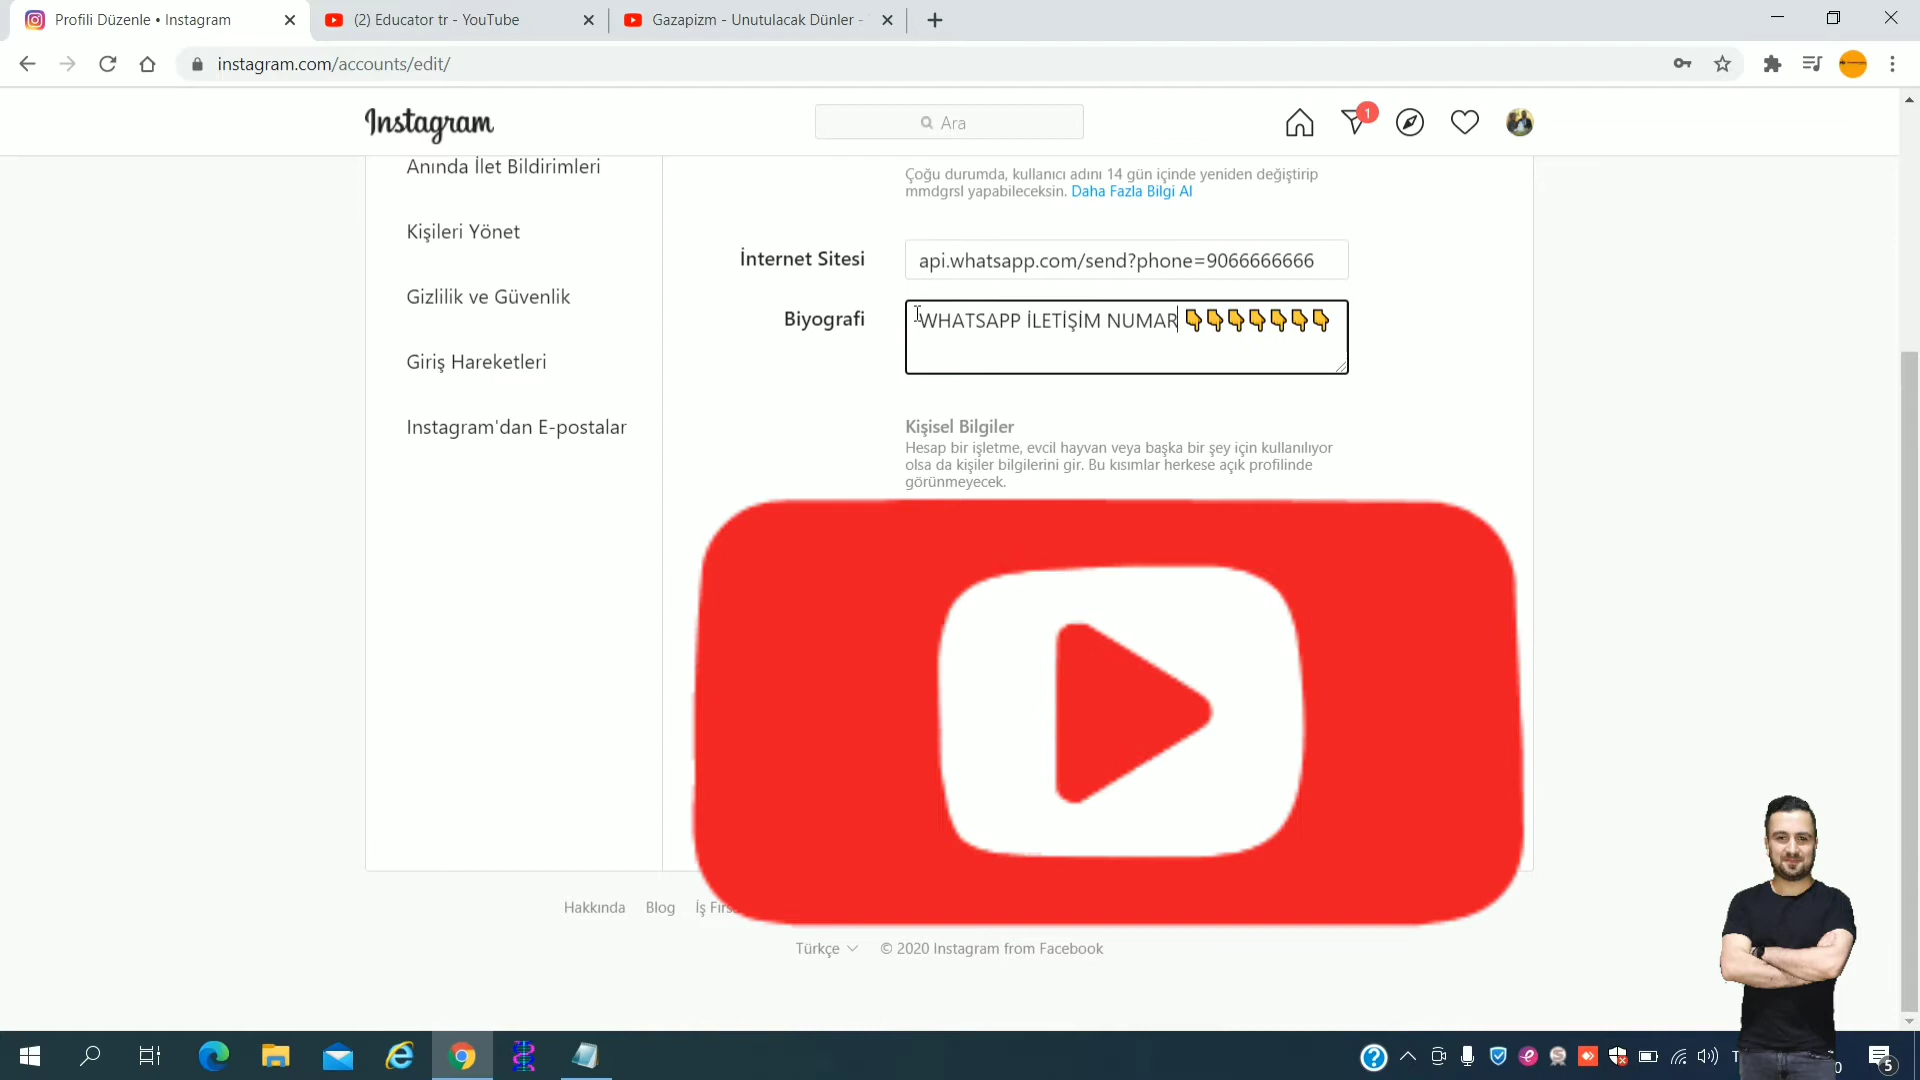 Profili Düzenle • Instagram
(2) Educator tr - YouTube
Gazapizm - Unutulacak Dünler -
instagram.com/accounts/edit/
Instagram
Ara
1
Anında İlet Bildirimleri
Kişileri Yönet
Gizlilik ve Güvenlik
Giriş Hareketleri
Instagram'dan E-postalar
Çoğu durumda, kullanıcı adını 14 gün içinde yeniden değiştirip
mmdgrsl yapabileceksin. Daha Fazla Bilgi Al
İnternet Sitesi
api.whatsapp.com/send?phone=9066666666
Biyografi
WHATSAPP İLETİŞİM NUMAR 👇👇👇👇👇👇👇
Kişisel Bilgiler
Hesap bir işletme, evcil hayvan veya başka bir şey için kullanılıyor
olsa da kişiler bilgilerini gir. Bu kısımlar herkese açık profilinde
görünmeyecek.
Hakkında Blog İş
Türkçe © 2020 Instagram from Facebook
5